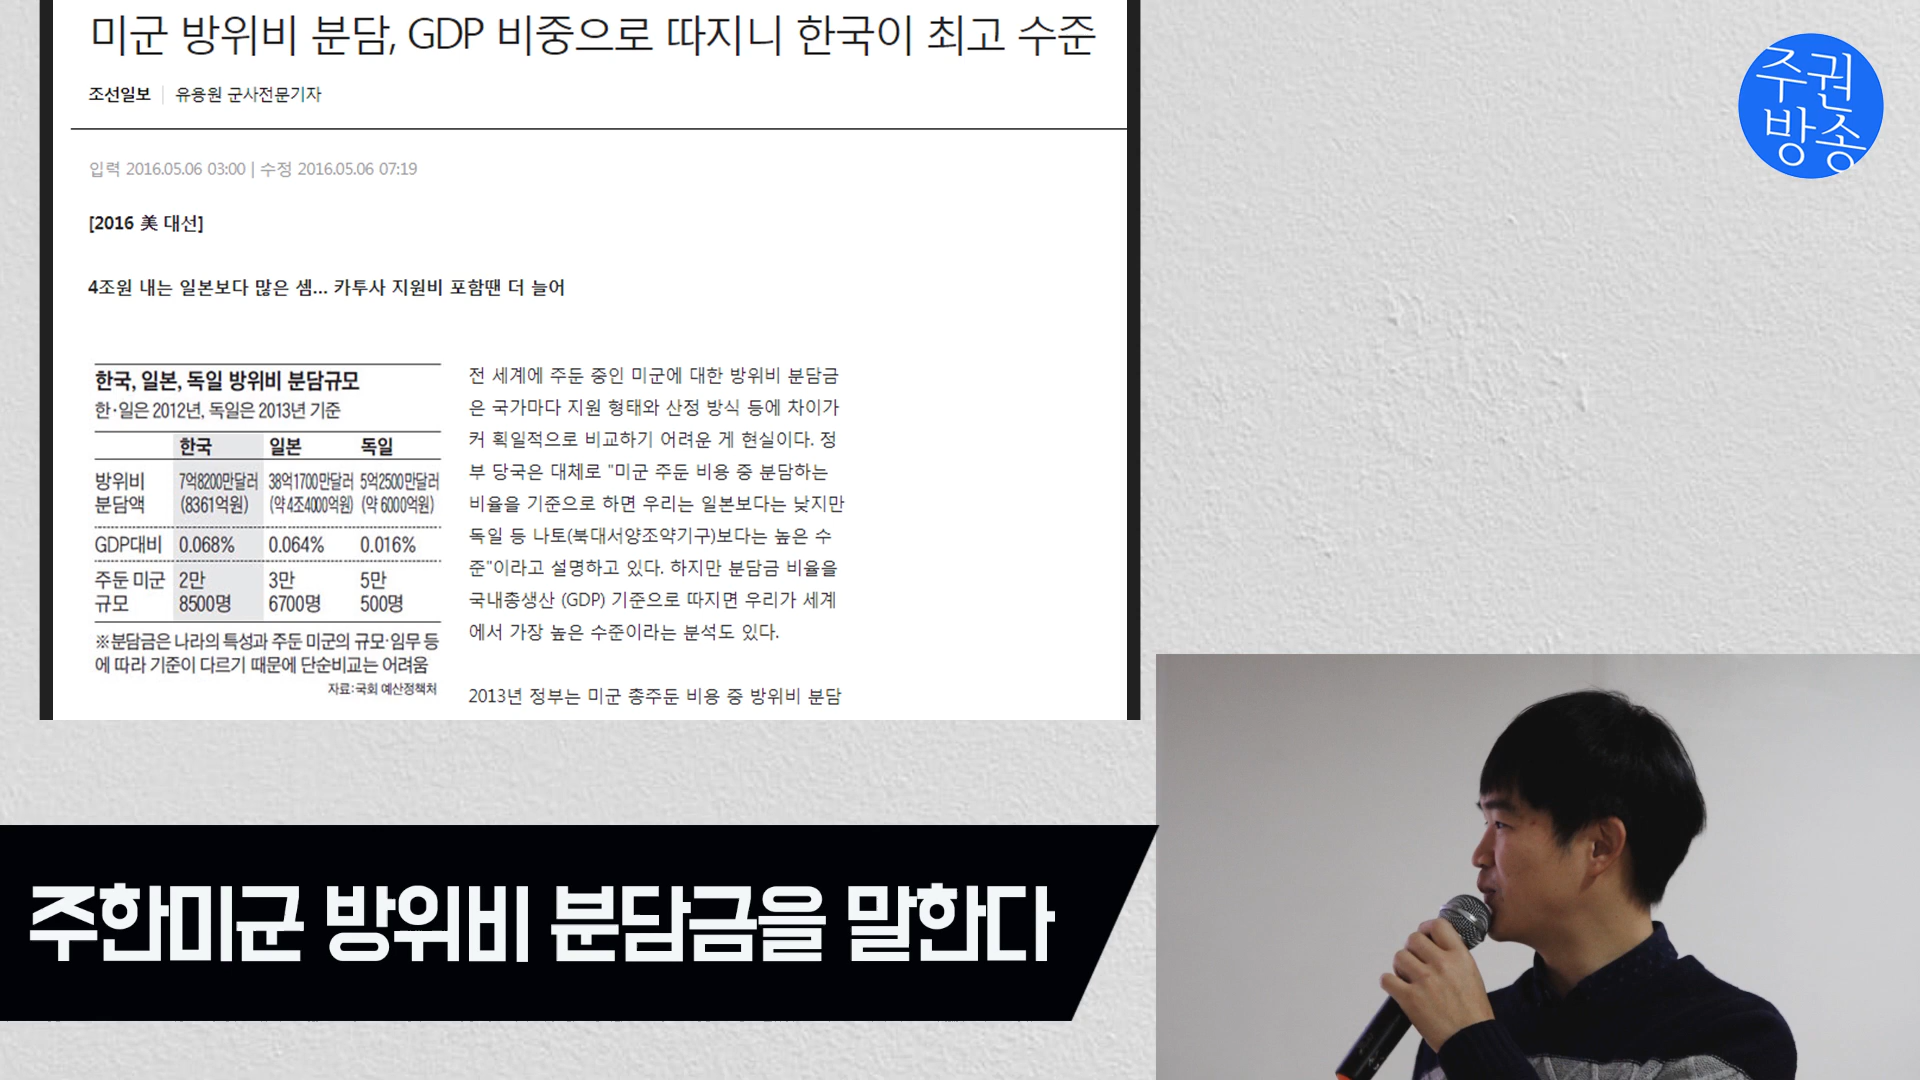 미군 방위비 분담, GDP 비중으로 따지니 한국이 최고 수준
조선일보 | 유용원 군사전문기자
입력 2016.05.06 03:00 | 수정 2016.05.06 07:19
[2016 美 대선]
4조원 내는 일본보다 많은 셈... 카투사 지원비 포함땐 더 늘어
한국, 일본, 독일 방위비 분담규모
한·일은 2012년, 독일은 2013년 기준
한국 일본 독일
방위비 분담액 7억8200만달러 (8361억원) 38억1700만달러 (약 4조4000억원) 5억2500만달러 (약 6000억원)
GDP대비 0.068% 0.064% 0.016%
주둔 미군 규모 2만 8500명 3만 6700명 5만 500명
※분담금은 나라의 특성과 주둔 미군의 규모·임무 등
에 따라 기준이 다르기 때문에 단순비교는 어려움
자료:국회 예산정책처
전 세계에 주둔 중인 미군에 대한 방위비 분담금
은 국가마다 지원 형태와 산정 방식 등에 차이가
커 획일적으로 비교하기 어려운 게 현실이다. 정
부 당국은 대체로 "미군 주둔 비용 중 분담하는
비율을 기준으로 하면 우리는 일본보다는 낮지만
독일 등 나토(북대서양조약기구)보다는 높은 수
준"이라고 설명하고 있다. 하지만 분담금 비율을
국내총생산 (GDP) 기준으로 따지면 우리가 세계
에서 가장 높은 수준이라는 분석도 있다.
2013년 정부는 미군 총주둔 비용 중 방위비 분담
주권
방송
주한미군 방위비 분담금을 말한다